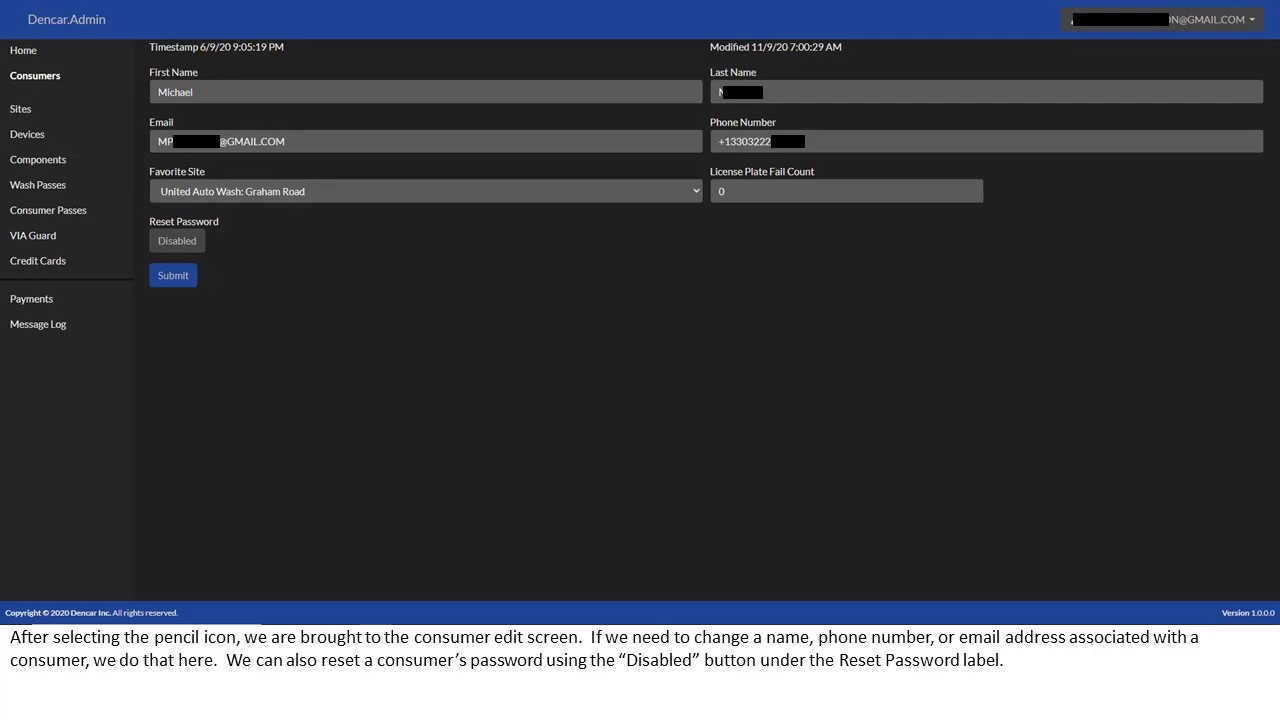 Dencar.Admin
N@GMAIL.COM
Home
Consumers
Sites
Devices
Components
Wash Passes
Consumer Passes
VIA Guard
Credit Cards
Payments
Message Log
Timestamp 6/9/20 9:05:19 PM
Modified 11/9/20 7:00:29 AM
First Name
Michael
Last Name
Email
MP @GMAIL.COM
Phone Number
+13303222
Favorite Site
United Auto Wash: Graham Road
License Plate Fail Count
0
Reset Password
Disabled
Submit
Copyright © 2020 Dencar Inc. All rights reserved.
Version 1.0.0.0
After selecting the pencil icon, we are brought to the consumer edit screen. If we need to change a name, phone number, or email address associated with a
consumer, we do that here. We can also reset a consumer’s password using the “Disabled” button under the Reset Password label.